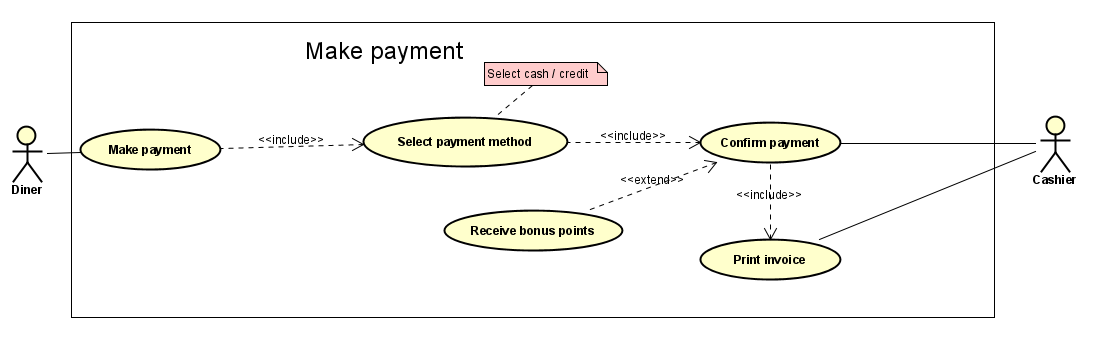 Make payment
Select cash / credit
Diner
Make payment
<<include>>
Select payment method
<<include>>
Confirm payment
Cashier
<<extend>>
<<include>>
Receive bonus points
Print invoice